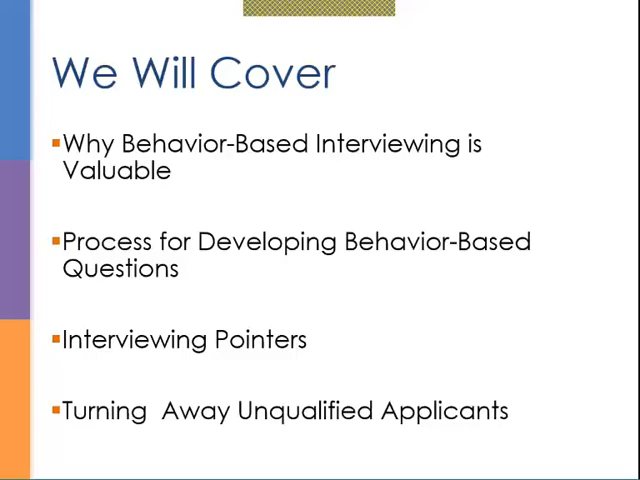 We Will Cover
▪Why Behavior-Based Interviewing is
Valuable
▪Process for Developing Behavior-Based
Questions
▪Interviewing Pointers
▪Turning  Away Unqualified Applicants